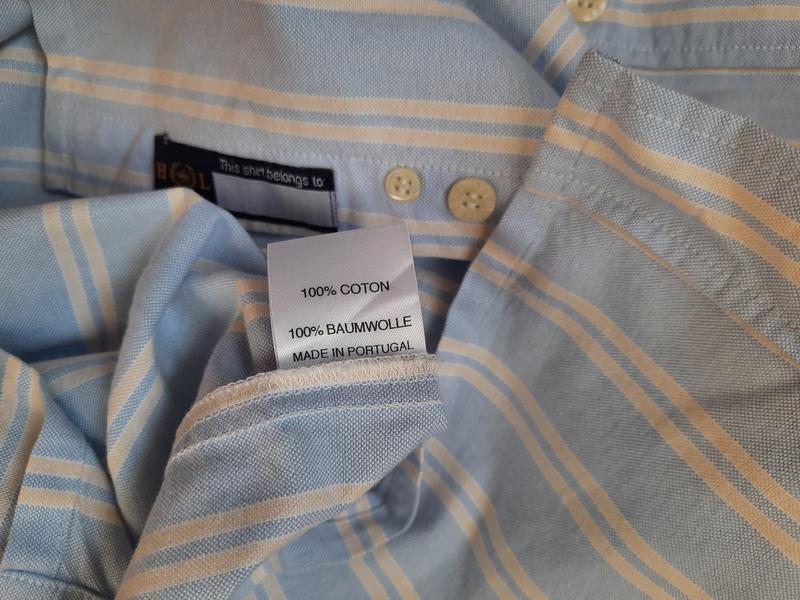 H L This shirt belongs to:
100% COTON
100% BAUMWOLLE
MADE IN PORTUGAL